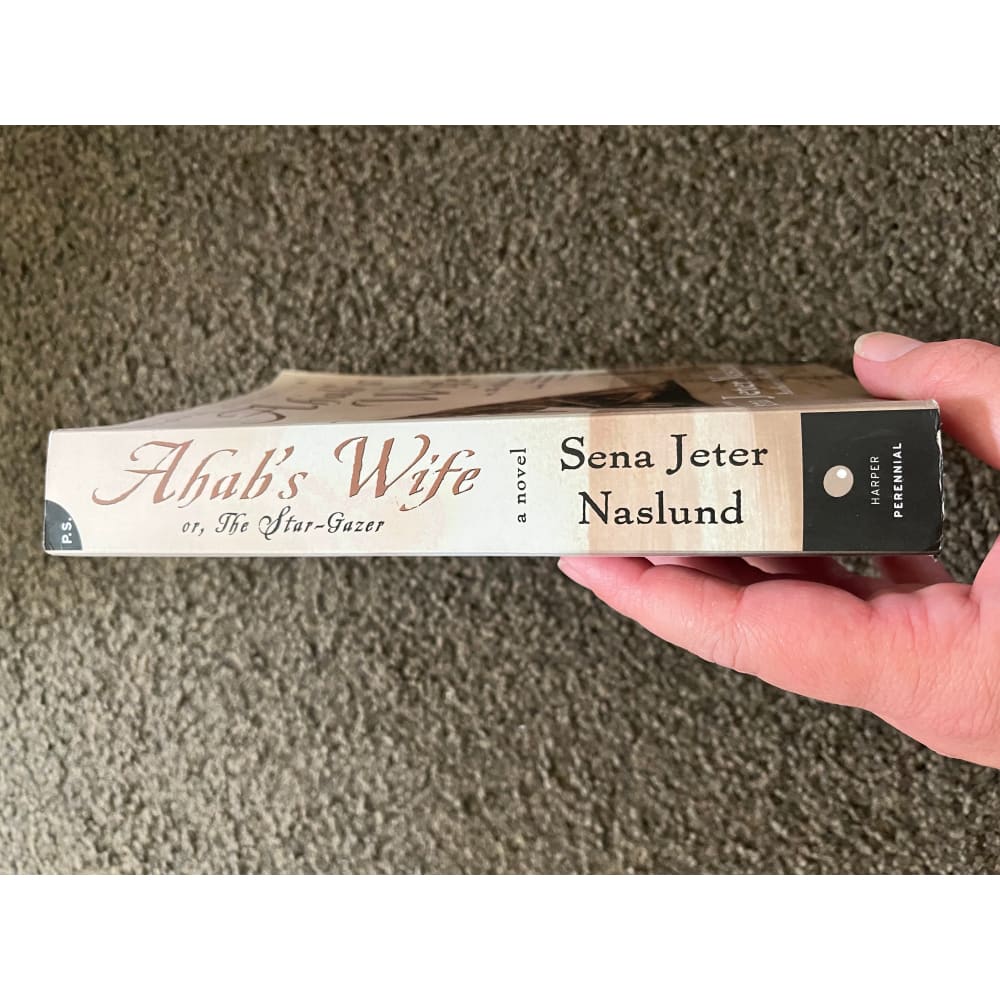 P.S.
Ahab's Wife
or, The Star-Gazer
a novel
Sena Jeter
Naslund
HARPER
PERENNIAL